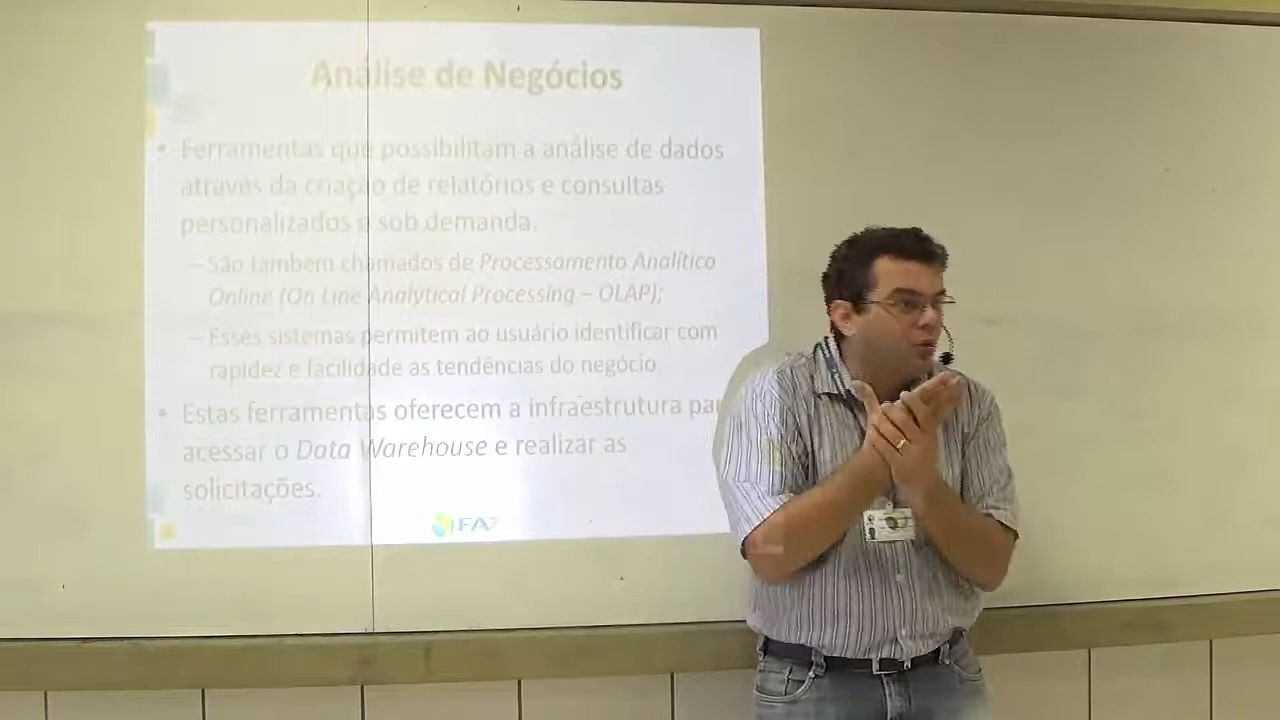 Análise de Negócios
• Ferramentas que possibilitam a análise de dados
através da criação de relatórios e consultas
personalizados e sob demanda.
– São tambem chamados de Processamento Analítico
Online (On Line Analytical Processing – OLAP);
– Esses sistemas permitem ao usuário identificar com
rapidez e facilidade as tendências do negócio
• Estas ferramentas oferecem a infraestrutura par
acessar o Data Warehouse e realizar as
solicitações.
FA7